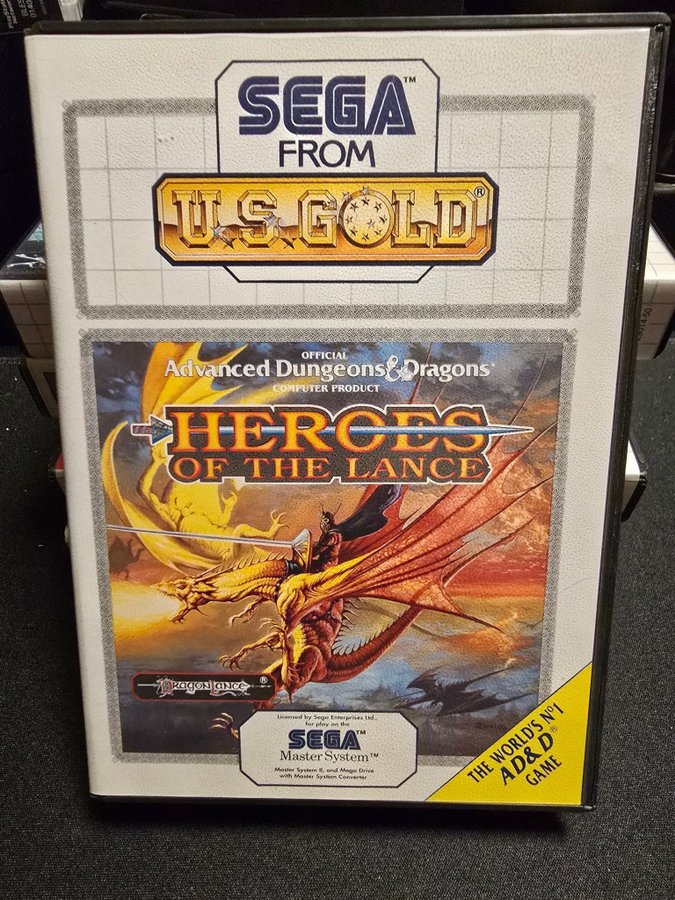 SEGA™
FROM
U.S. GOLD®
OFFICIAL
Advanced Dungeons & Dragons®
COMPUTER PRODUCT
HEROES
OF THE LANCE
DRAGONLANCE®
Licensed by Sega Enterprises Ltd.,
for play on the
SEGA™
Master System™
Master System II, and Mega Drive
with Master System Converter
THE WORLD'S Nº1
AD&D®
GAME